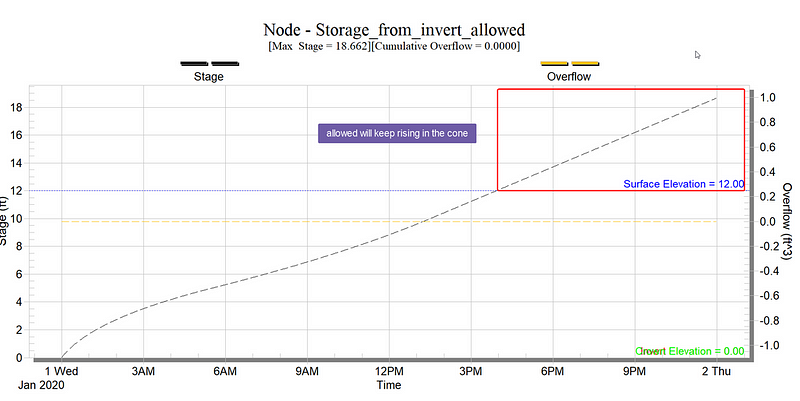 Node - Storage_from_invert_allowed
[Max Stage = 18.662][Cumulative Overflow = 0.0000]
Stage
Overflow
18
16
14
12
10
8
6
4
2
0
Stage (ft)
allowed will keep rising in the cone
Surface Elevation = 12.00
Invert Elevation = 0.00
1.0
0.8
0.6
0.4
0.2
0.0
-0.2
-0.4
-0.6
-0.8
-1.0
Overflow (ft^3)
1 Wed
3AM
6AM
9AM
12PM
3PM
6PM
9PM
2 Thu
Jan 2020
Time